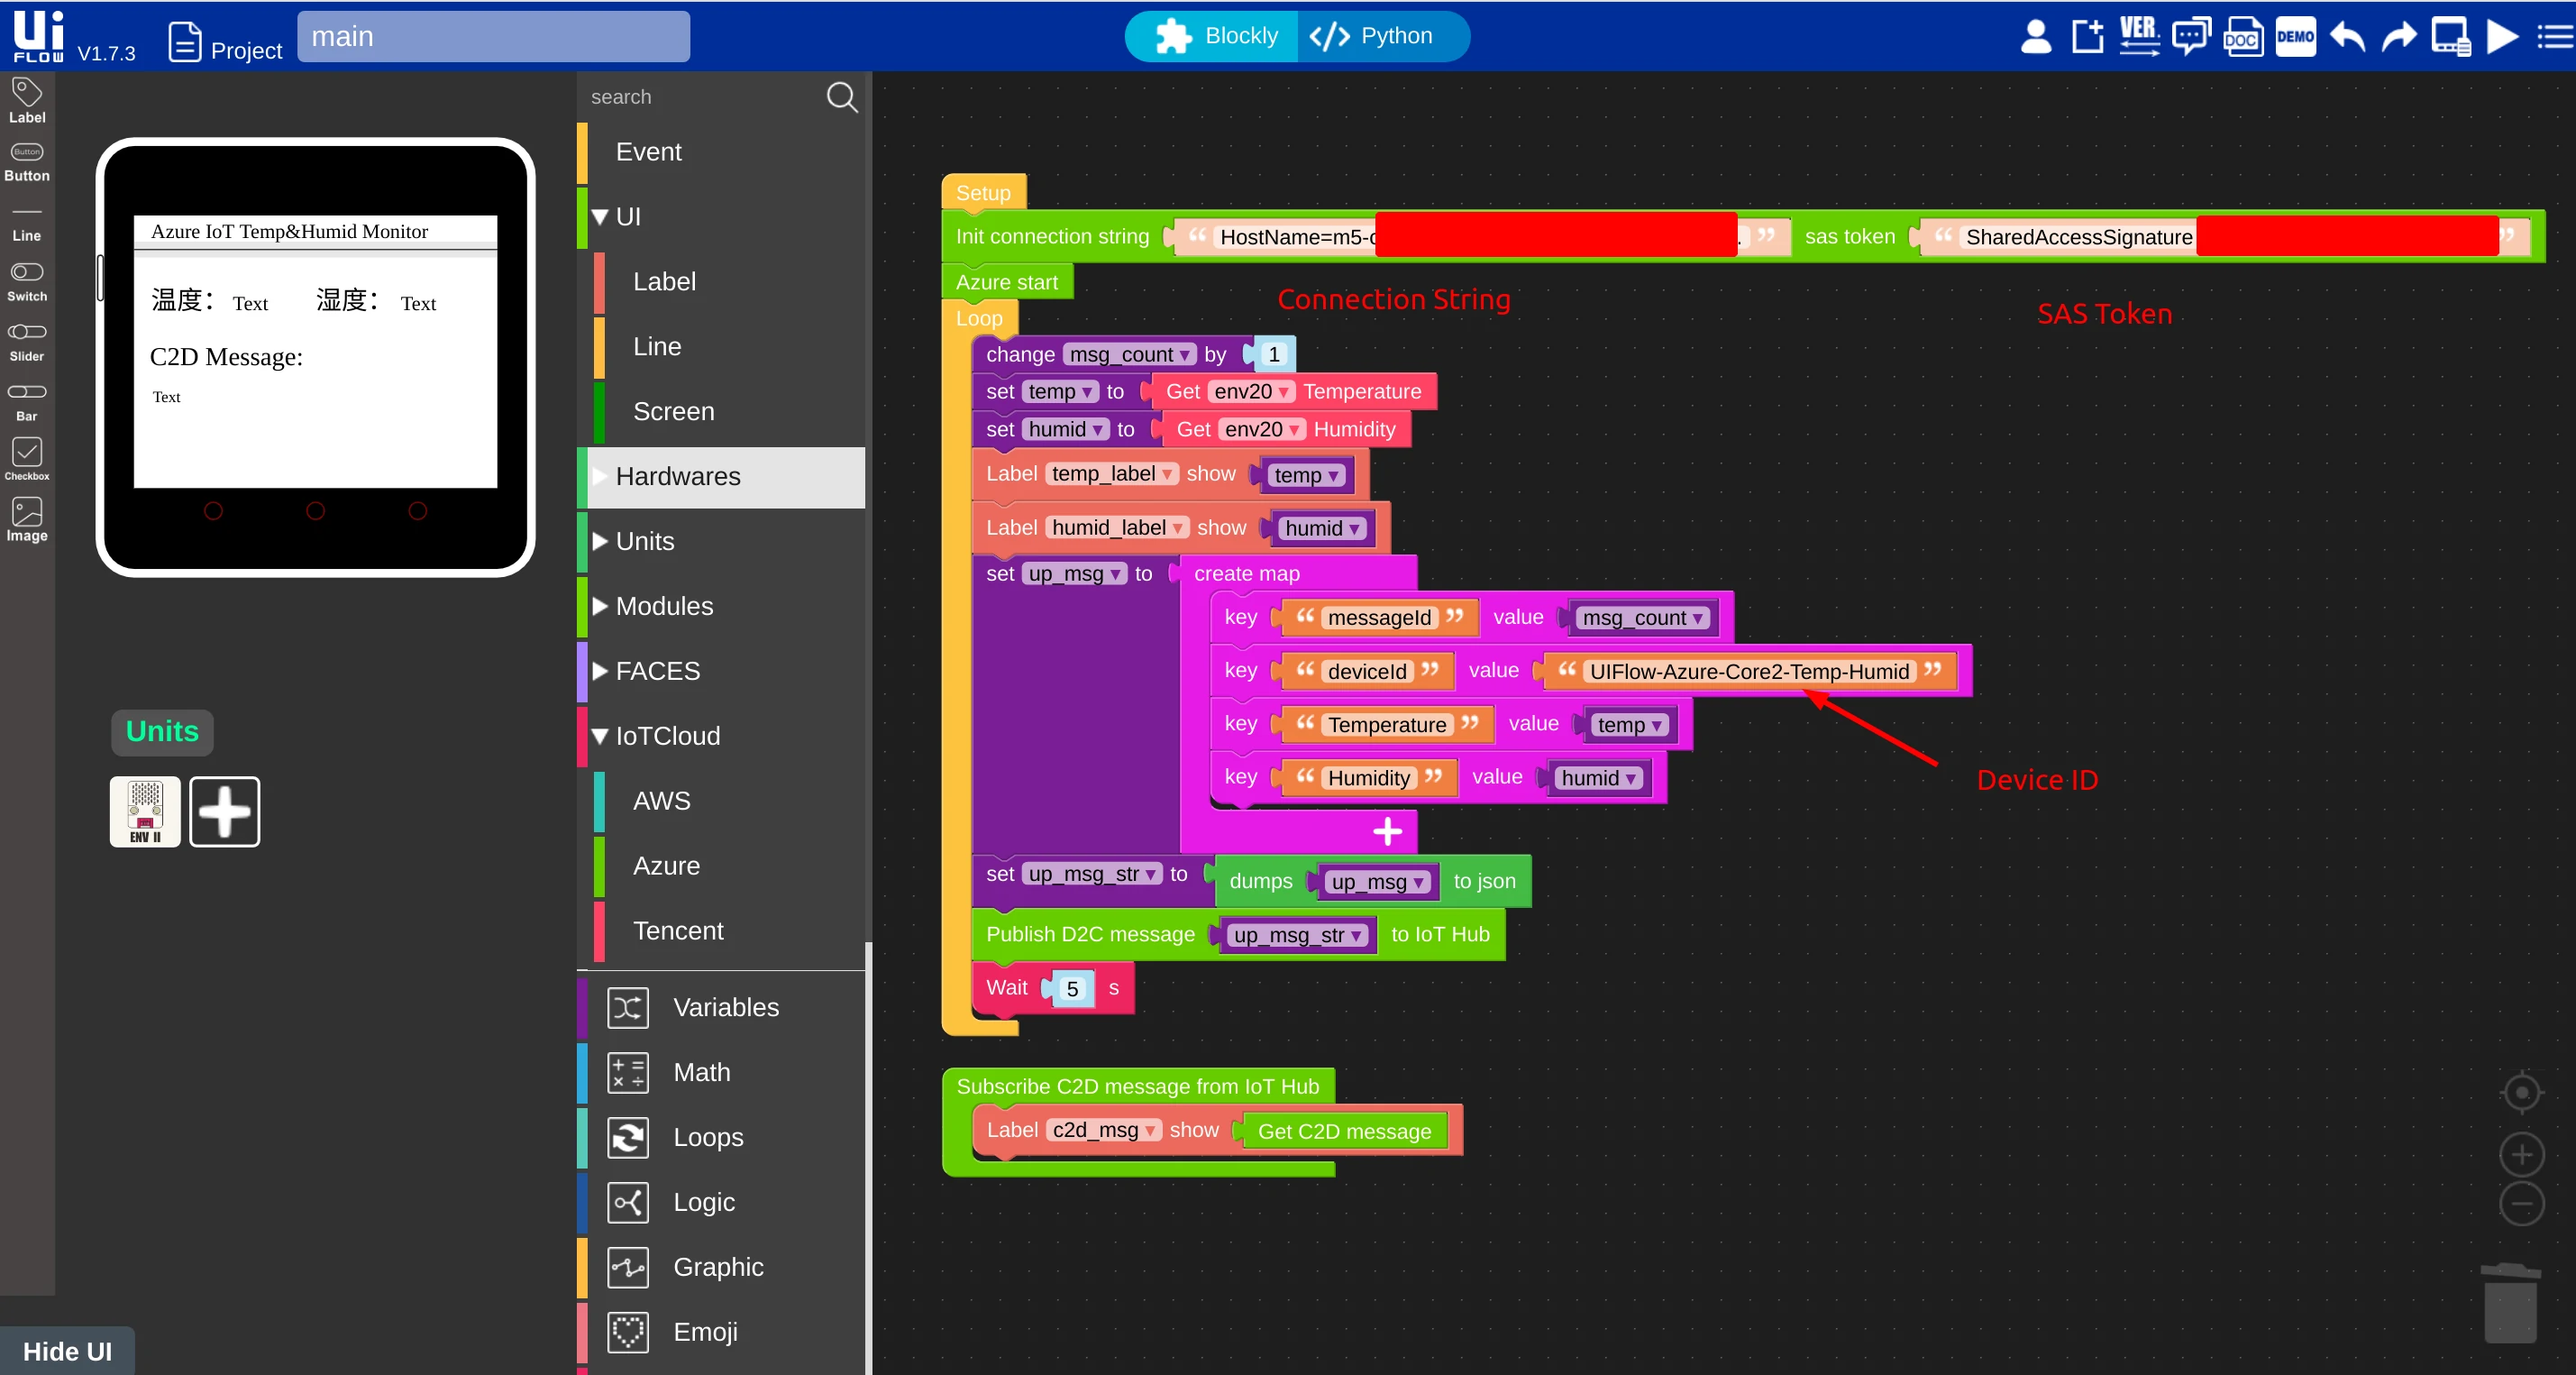 Ui
FLOW
V1.7.3
Project
main
Blockly
</> Python
VER.
DOC
DEMO
Label
Button
Button
Line
Switch
Slider
Bar
Checkbox
Image
Azure IoT Temp&Humid Monitor
温度： Text 湿度： Text
C2D Message:
Text
Units
ENV II
Hide UI
search
Event
UI
Label
Line
Screen
Hardwares
Units
Modules
FACES
IoTCloud
AWS
Azure
Tencent
Variables
Math
Loops
Logic
Graphic
Emoji
Setup
Init connection string “ HostName=m5- . ” sas token “ SharedAccessSignature ”
Azure start
Connection String
SAS Token
Loop
change msg_count by 1
set temp to Get env20 Temperature
set humid to Get env20 Humidity
Label temp_label show temp
Label humid_label show humid
set up_msg to create map
key “ messageId ” value msg_count
key “ deviceId ” value “ UIFlow-Azure-Core2-Temp-Humid ”
key “ Temperature ” value temp
key “ Humidity ” value humid
Device ID
set up_msg_str to dumps up_msg to json
Publish D2C message up_msg_str to IoT Hub
Wait 5 s
Subscribe C2D message from IoT Hub
Label c2d_msg show Get C2D message